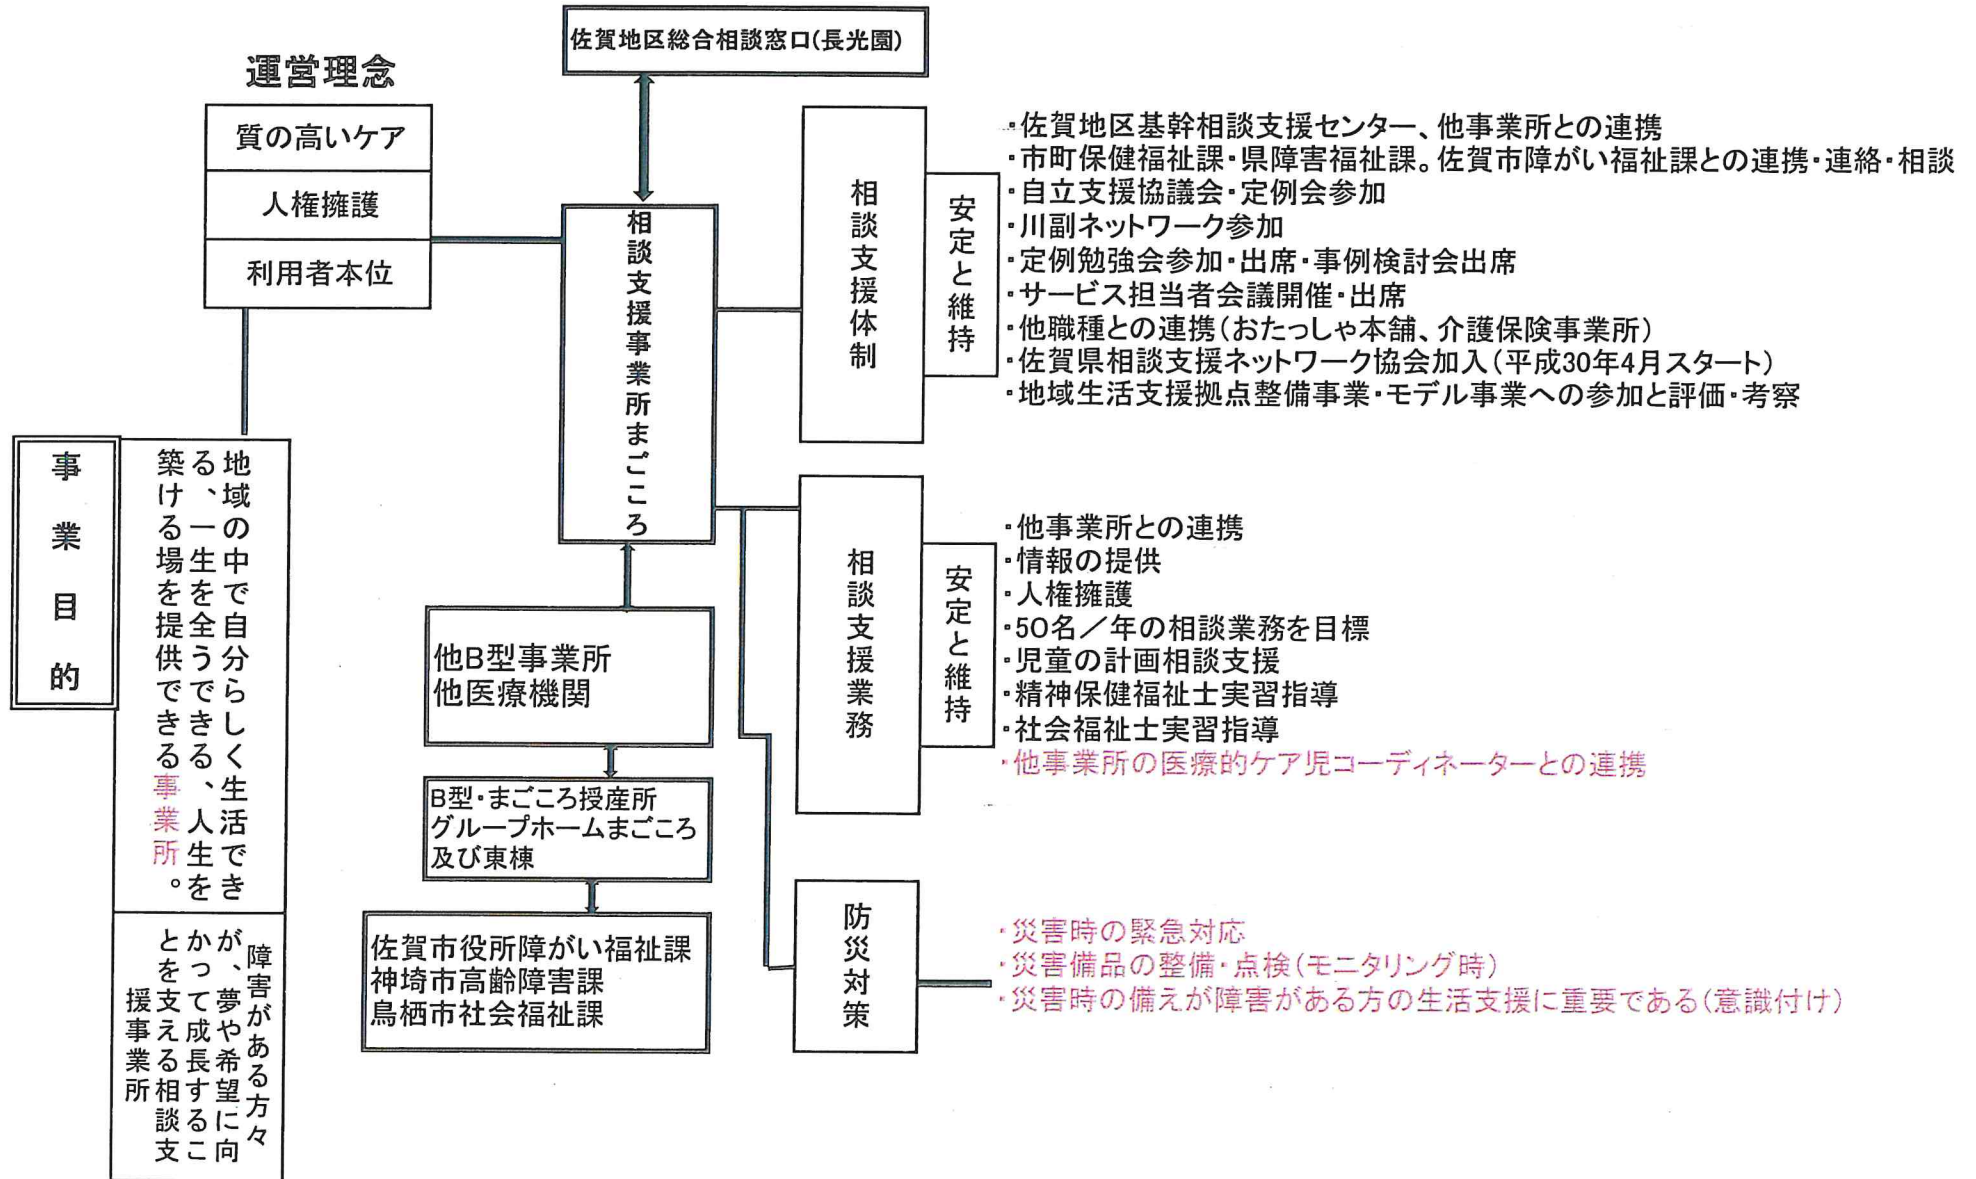 佐賀地区総合相談窓口(長光園)
運営理念
質の高いケア
人権擁護
利用者本位
事業目的
地域の中で自分らしく生活でき
る、一生を全うできる、人生を
築ける場を提供できる事業所。
障害がある方々
が、夢や希望に向
かって成長するこ
とを支える相談支
援事業所
相談支援事業所まごころ
他B型事業所
他医療機関
B型・まごころ授産所
グループホームまごころ
及び東棟
佐賀市役所障がい福祉課
神埼市高齢障害課
鳥栖市社会福祉課
相談支援体制
安定と維持
・佐賀地区基幹相談支援センター、他事業所との連携
・市町保健福祉課・県障害福祉課。佐賀市障がい福祉課との連携・連絡・相談
・自立支援協議会・定例会参加
・川副ネットワーク参加
・定例勉強会参加・出席・事例検討会出席
・サービス担当者会議開催・出席
・他職種との連携(おたっしゃ本舗、介護保険事業所)
・佐賀県相談支援ネットワーク協会加入(平成30年4月スタート)
・地域生活支援拠点整備事業・モデル事業への参加と評価・考察
相談支援業務
安定と維持
・他事業所との連携
・情報の提供
・人権擁護
・50名／年の相談業務を目標
・児童の計画相談支援
・精神保健福祉士実習指導
・社会福祉士実習指導
・他事業所の医療的ケア児コーディネーターとの連携
防災対策
・災害時の緊急対応
・災害備品の整備・点検(モニタリング時)
・災害時の備えが障害がある方の生活支援に重要である(意識付け)